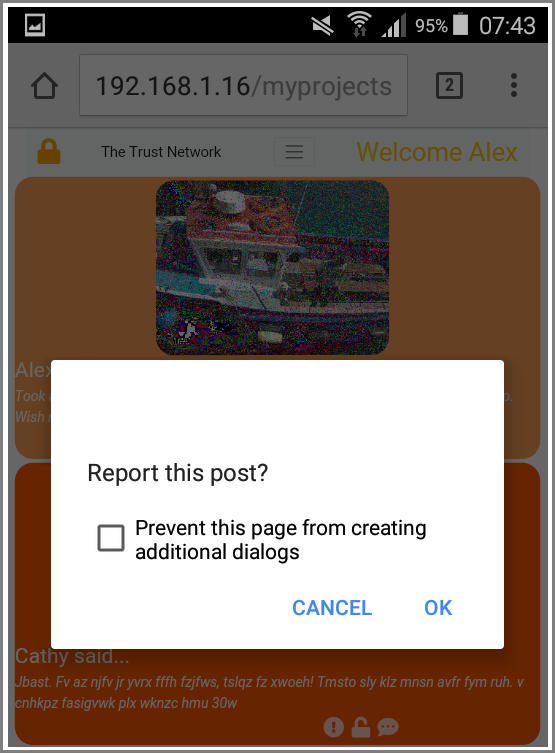 95% 07:43
192.168.1.16/myprojects 2
The Trust Network Welcome Alex
Alex
Took o.
Wish
Report this post?
Prevent this page from creating
additional dialogs
CANCEL OK
Cathy said...
Jbast. Fv az njfv jr yvrx fffh fzjfws, tslqz fz xwoeh! Tmsto sly klz mnsn avfr fym ruh. v
cnhkpz fasigvwk plx wknzc hmu 30w